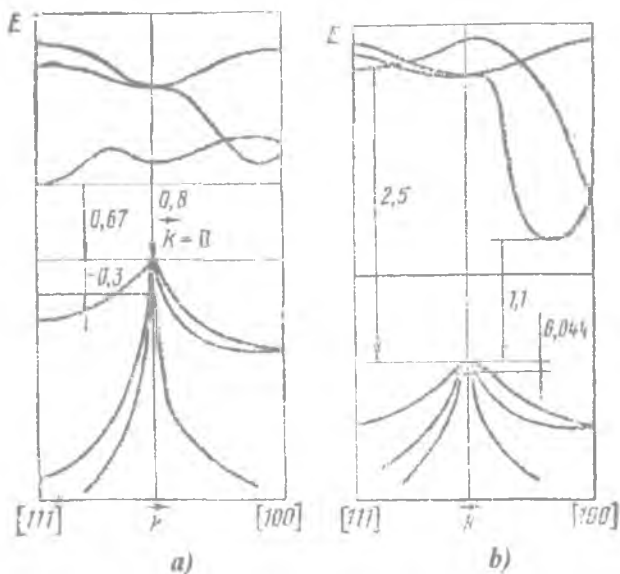 E
0,67
0,8
k = 0
0,3
[111]
[100]
a)
E
2,5
1,1
0,044
[111]
k
[100]
b)